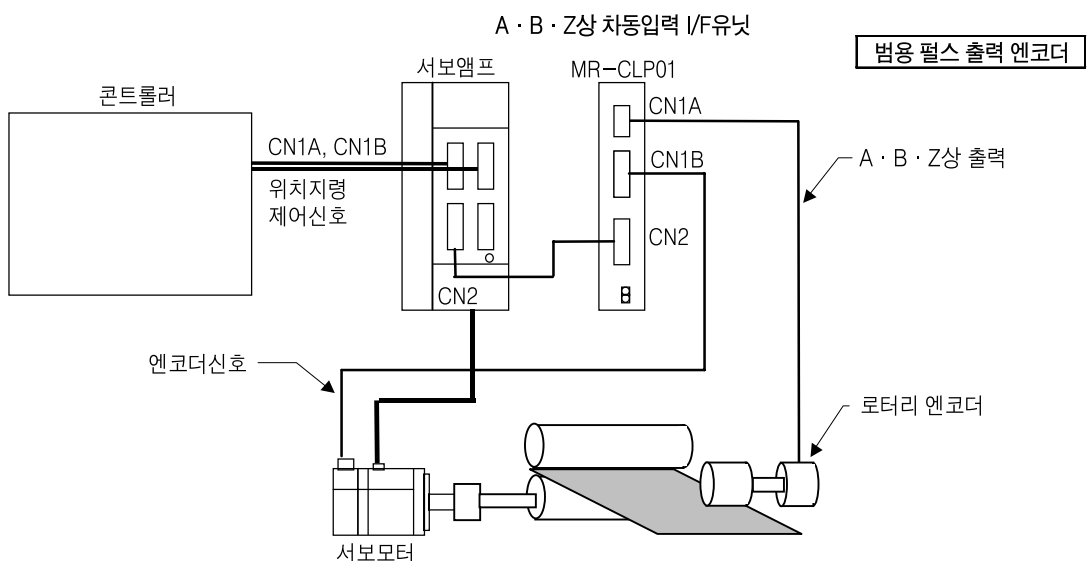 A · B · Z상 차동입력 I/F유닛
범용 펄스 출력 엔코더
서보앰프
MR-CLP01
콘트롤러
CN1A
CN1A, CN1B
CN1B
A · B · Z상 출력
위치지령
제어신호
CN2
CN2
엔코더신호
로터리 엔코더
서보모터